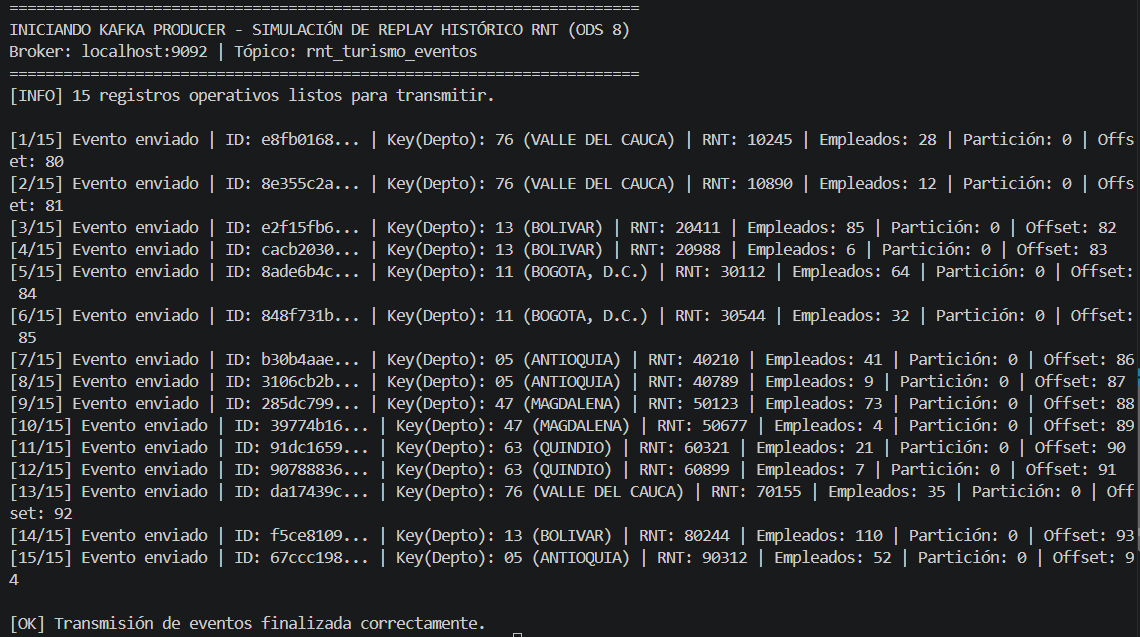 ======================================================================
INICIANDO KAFKA PRODUCER - SIMULACIÓN DE REPLAY HISTÓRICO RNT (ODS 8)
Broker: localhost:9092 | Tópico: rnt_turismo_eventos
======================================================================
[INFO] 15 registros operativos listos para transmitir.

[1/15] Evento enviado | ID: e8fb0168... | Key(Depto): 76 (VALLE DEL CAUCA) | RNT: 10245 | Empleados: 28 | Partición: 0 | Offs
et: 80
[2/15] Evento enviado | ID: 8e355c2a... | Key(Depto): 76 (VALLE DEL CAUCA) | RNT: 10890 | Empleados: 12 | Partición: 0 | Offs
et: 81
[3/15] Evento enviado | ID: e2f15fb6... | Key(Depto): 13 (BOLIVAR) | RNT: 20411 | Empleados: 85 | Partición: 0 | Offset: 82
[4/15] Evento enviado | ID: cacb2030... | Key(Depto): 13 (BOLIVAR) | RNT: 20988 | Empleados: 6 | Partición: 0 | Offset: 83
[5/15] Evento enviado | ID: 8ade6b4c... | Key(Depto): 11 (BOGOTA, D.C.) | RNT: 30112 | Empleados: 64 | Partición: 0 | Offset:
 84
[6/15] Evento enviado | ID: 848f731b... | Key(Depto): 11 (BOGOTA, D.C.) | RNT: 30544 | Empleados: 32 | Partición: 0 | Offset:
 85
[7/15] Evento enviado | ID: b30b4aae... | Key(Depto): 05 (ANTIOQUIA) | RNT: 40210 | Empleados: 41 | Partición: 0 | Offset: 86
[8/15] Evento enviado | ID: 3106cb2b... | Key(Depto): 05 (ANTIOQUIA) | RNT: 40789 | Empleados: 9 | Partición: 0 | Offset: 87
[9/15] Evento enviado | ID: 285dc799... | Key(Depto): 47 (MAGDALENA) | RNT: 50123 | Empleados: 73 | Partición: 0 | Offset: 88
[10/15] Evento enviado | ID: 39774b16... | Key(Depto): 47 (MAGDALENA) | RNT: 50677 | Empleados: 4 | Partición: 0 | Offset: 89
[11/15] Evento enviado | ID: 91dc1659... | Key(Depto): 63 (QUINDIO) | RNT: 60321 | Empleados: 21 | Partición: 0 | Offset: 90
[12/15] Evento enviado | ID: 90788836... | Key(Depto): 63 (QUINDIO) | RNT: 60899 | Empleados: 7 | Partición: 0 | Offset: 91
[13/15] Evento enviado | ID: da17439c... | Key(Depto): 76 (VALLE DEL CAUCA) | RNT: 70155 | Empleados: 35 | Partición: 0 | Off
set: 92
[14/15] Evento enviado | ID: f5ce8109... | Key(Depto): 13 (BOLIVAR) | RNT: 80244 | Empleados: 110 | Partición: 0 | Offset: 93
[15/15] Evento enviado | ID: 67ccc198... | Key(Depto): 05 (ANTIOQUIA) | RNT: 90312 | Empleados: 52 | Partición: 0 | Offset: 9
4

[OK] Transmisión de eventos finalizada correctamente.